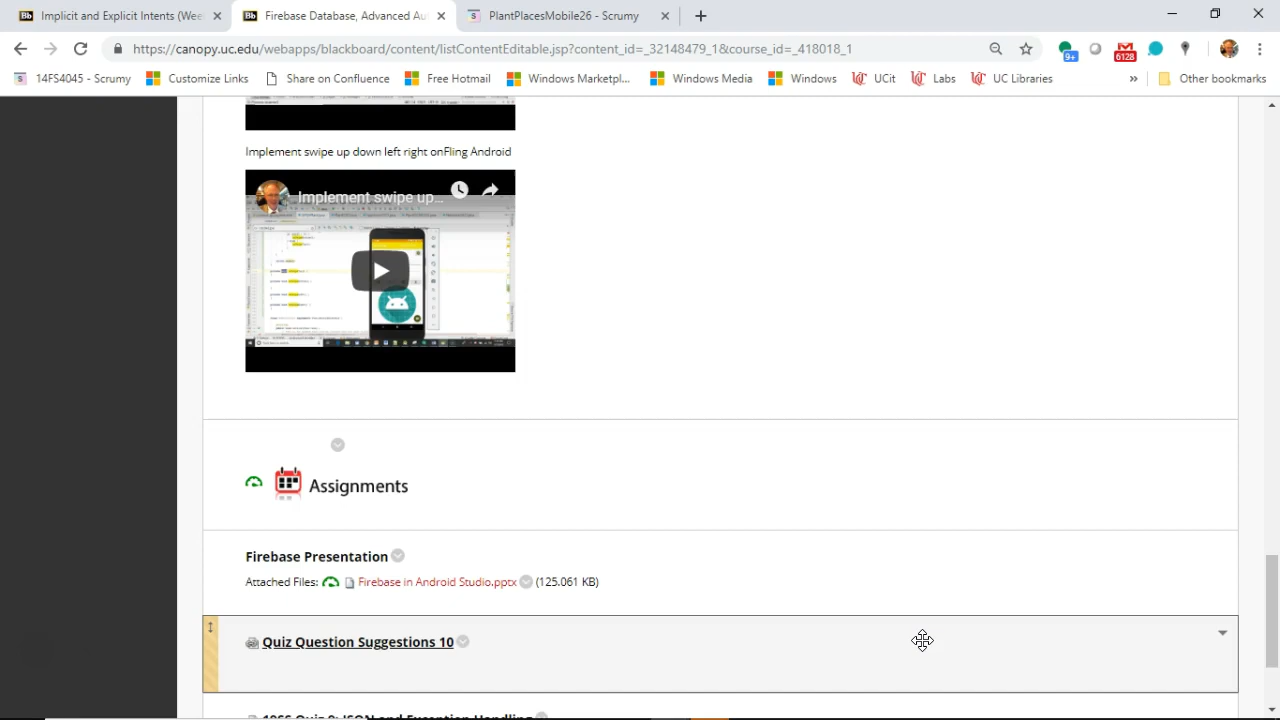 Implicit and Explicit Intents (Wee
Firebase Database, Advanced Au
PlantPlacesMobile26 - Scrumy
https://canopy.uc.edu/webapps/blackboard/content/listContentEditable.jsp?content_id=_32148479_1&course_id=_418018_1
9+
6128
14FS4045 - Scrumy
Customize Links
Share on Confluence
Free Hotmail
Windows Marketpl...
Windows Media
Windows
UCit
Labs
UC Libraries
»
Other Bookmarks
Implement swipe up down left right onFling Android
Implement swipe up...
Assignments
Firebase Presentation
Attached Files: Firebase in Android Studio.pptx (125.061 KB)
Quiz Question Suggestions 10